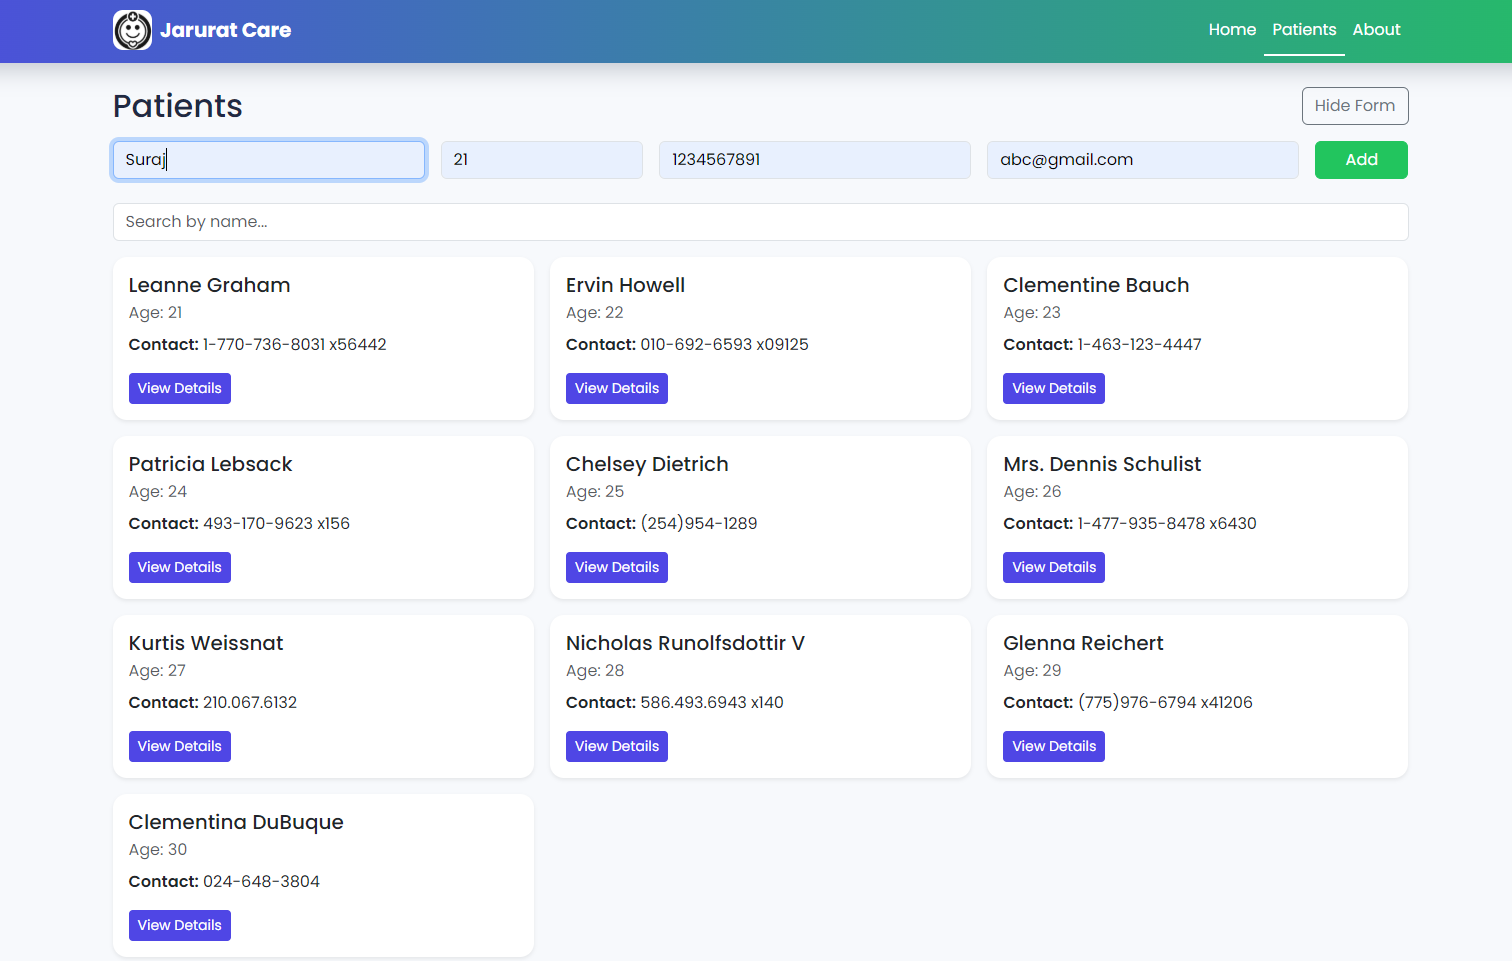 Jarurat Care
Home Patients About
Patients
Hide Form
Suraj 21 1234567891 abc@gmail.com Add
Search by name...
Leanne Graham
Age: 21
Contact: 1-770-736-8031 x56442
View Details
Ervin Howell
Age: 22
Contact: 010-692-6593 x09125
View Details
Clementine Bauch
Age: 23
Contact: 1-463-123-4447
View Details
Patricia Lebsack
Age: 24
Contact: 493-170-9623 x156
View Details
Chelsey Dietrich
Age: 25
Contact: (254)954-1289
View Details
Mrs. Dennis Schulist
Age: 26
Contact: 1-477-935-8478 x6430
View Details
Kurtis Weissnat
Age: 27
Contact: 210.067.6132
View Details
Nicholas Runolfsdottir V
Age: 28
Contact: 586.493.6943 x140
View Details
Glenna Reichert
Age: 29
Contact: (775)976-6794 x41206
View Details
Clementina DuBuque
Age: 30
Contact: 024-648-3804
View Details